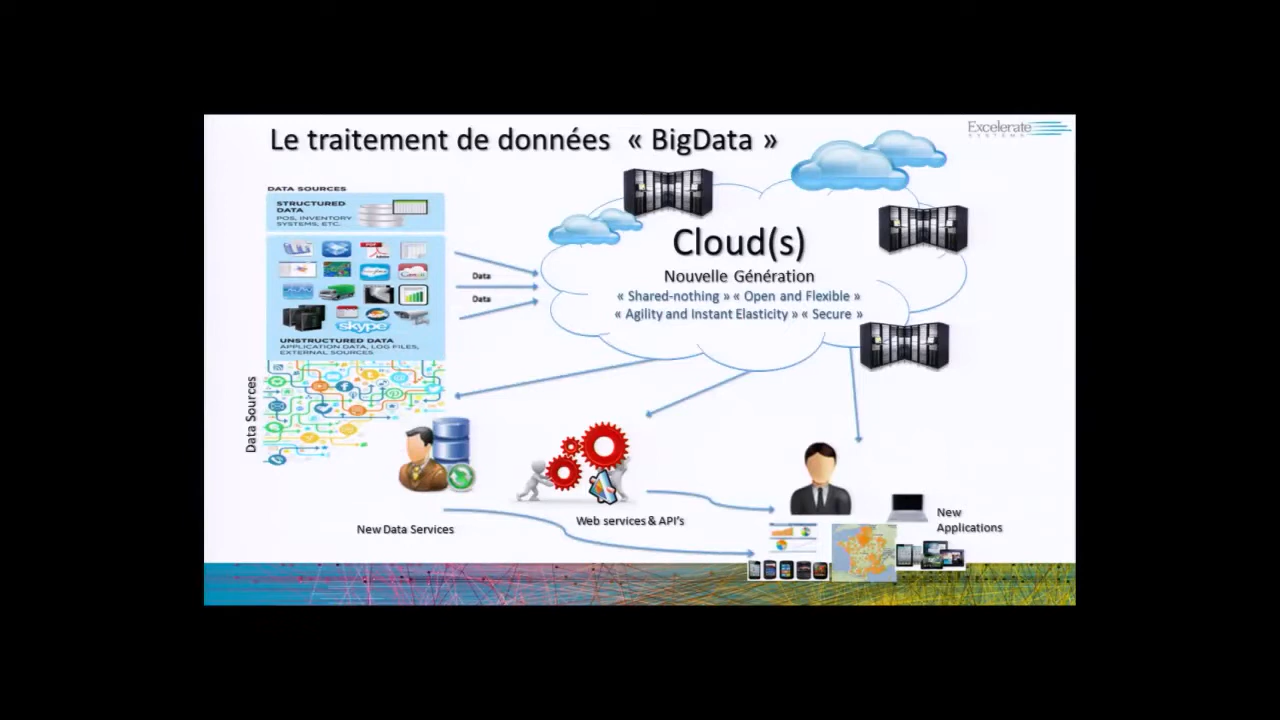 Le traitement de données « BigData »
Excelerate
SYSTEMS
DATA SOURCES
STRUCTURED
DATA
POS, INVENTORY
SYSTEMS, ETC.
PDF
skype
UNSTRUCTURED DATA
APPLICATION DATA, LOG FILES,
EXTERNAL SOURCES
Data Sources
Data
Data
Cloud(s)
Nouvelle Génération
« Shared-nothing » « Open and Flexible »
« Agility and Instant Elasticity » « Secure »
New Data Services
Web services & API's
New
Applications